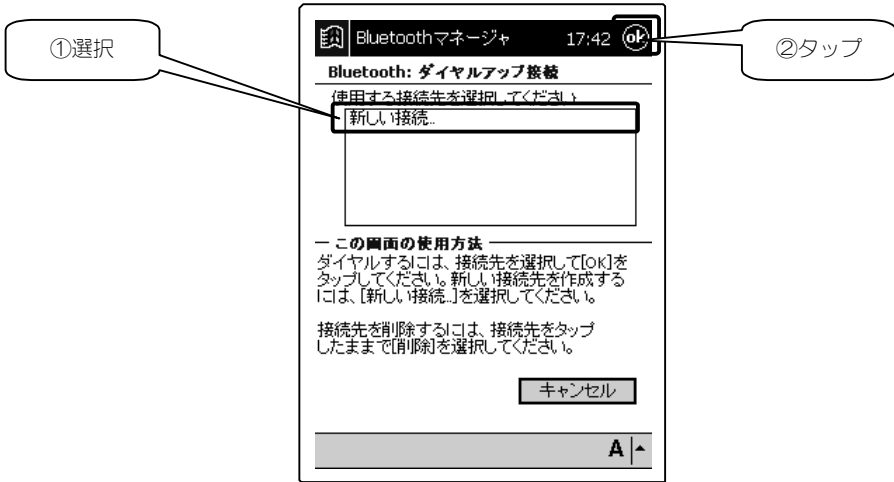 ①選択
Bluetoothマネージャ 17:42 ok
②タップ
Bluetooth: ダイヤルアップ接続
使用する接続先を選択してください
新しい接続...
この画面の使用方法
ダイヤルするには、接続先を選択して[OK]を
タップしてください。新しい接続先を作成する
には、[新しい接続...]を選択してください。
接続先を削除するには、接続先をタップ
したままで[削除]を選択してください。
キャンセル
A